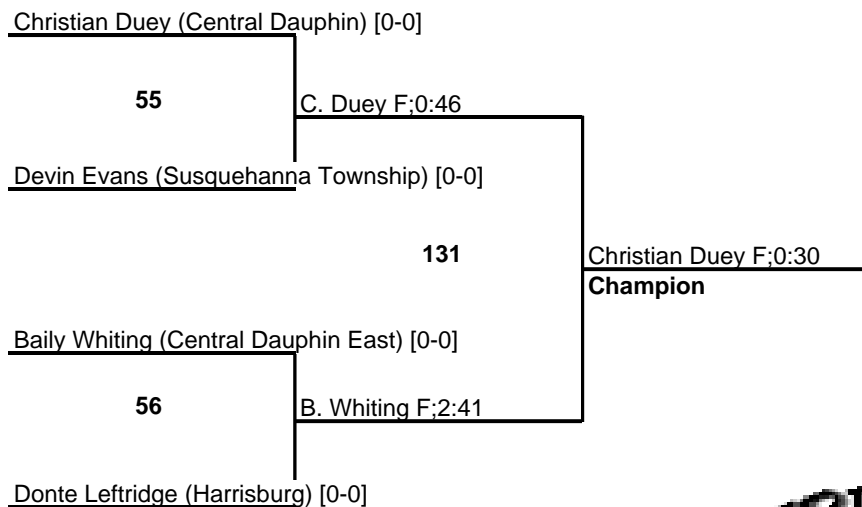 Christian Duey (Central Dauphin) [0-0]
55
C. Duey F;0:46
Devin Evans (Susquehanna Township) [0-0]
131
Christian Duey F;0:30
Champion
Baily Whiting (Central Dauphin East) [0-0]
56
B. Whiting F;2:41
Donte Leftridge (Harrisburg) [0-0]